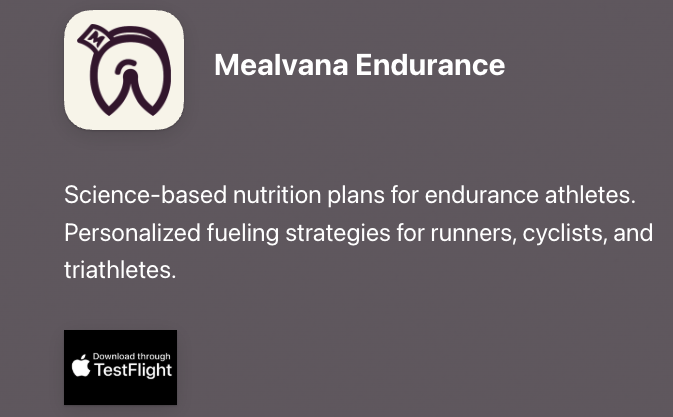 M
Mealvana Endurance
Science-based nutrition plans for endurance athletes.
Personalized fueling strategies for runners, cyclists, and
triathletes.
Download through
TestFlight